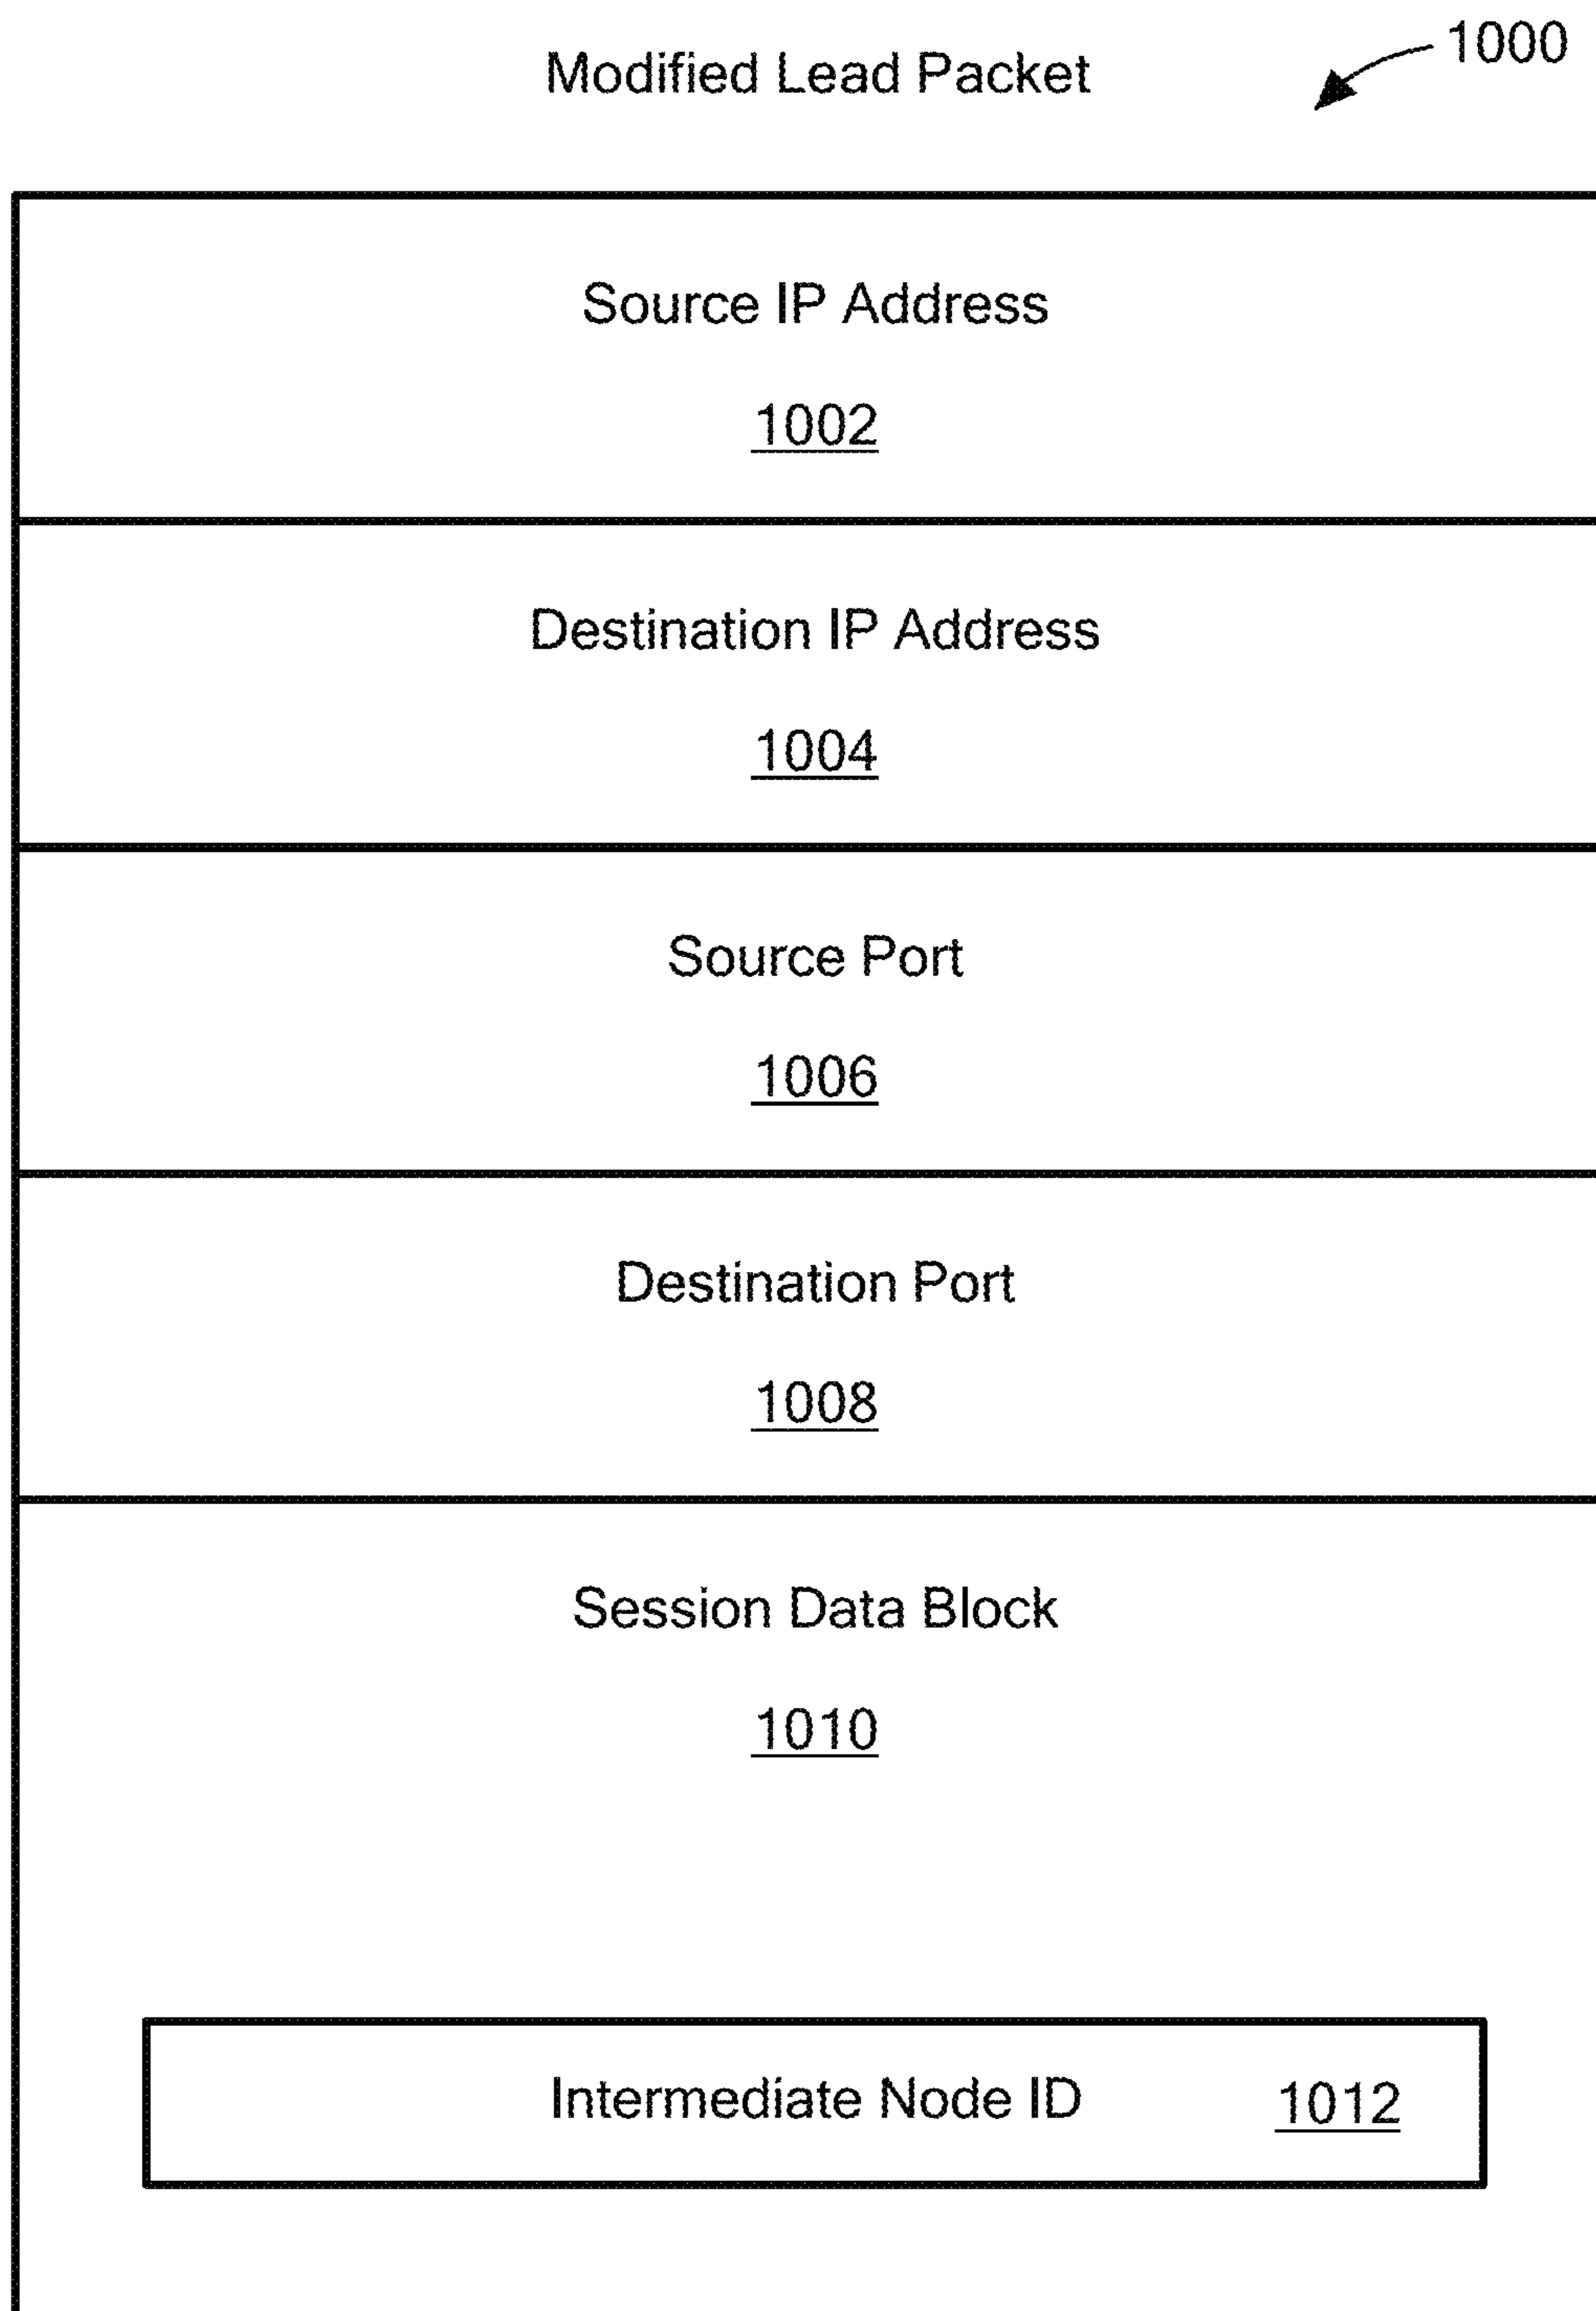 1000
Modified Lead Packet
Source IP Address
1002
Destination IP Address
1004
Source Port
1006
Destination Port
1008
Session Data Block
1010
Intermediate Node ID 1012